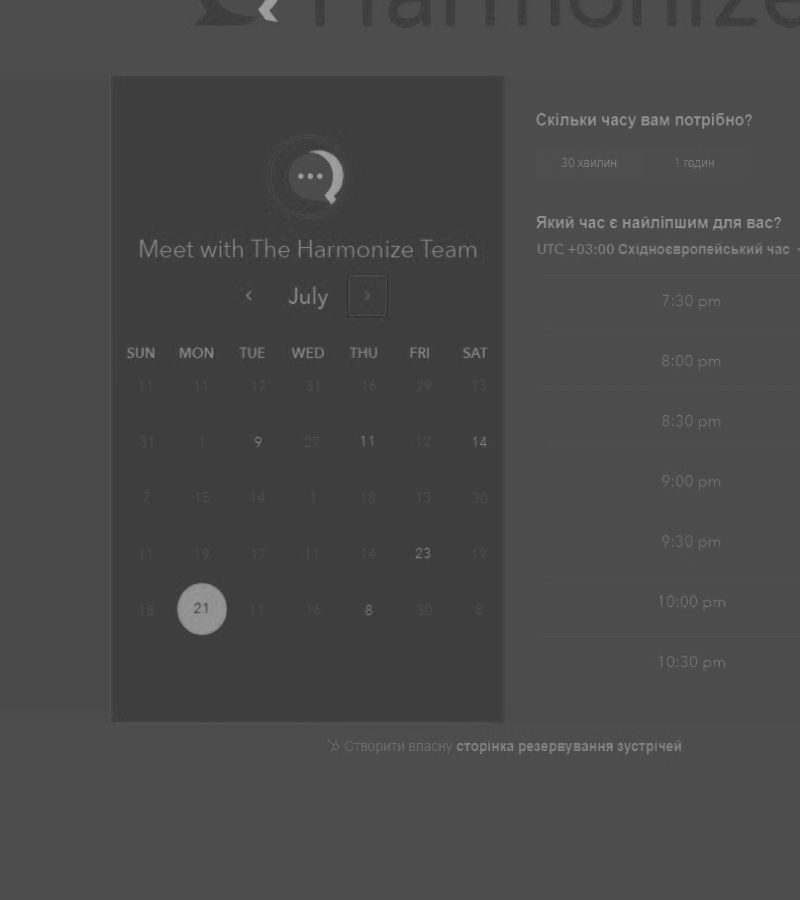 Harmonize
Meet with The Harmonize Team
July
SUN MON TUE WED THU FRI SAT
11 11 17 31 16 29 13
31 1 9 27 11 12 14
7 15 14 1 18 13 30
11 19 17 11 14 23 19
18 21 11 16 8 30 8
Скільки часу вам потрібно?
30 хвилин 1 годин
Який час є найліпшим для вас?
UTC +03:00 Східноєвропейський час
7:30 pm
8:00 pm
8:30 pm
9:00 pm
9:30 pm
10:00 pm
10:30 pm
Створити власну сторінка резервування зустрічей